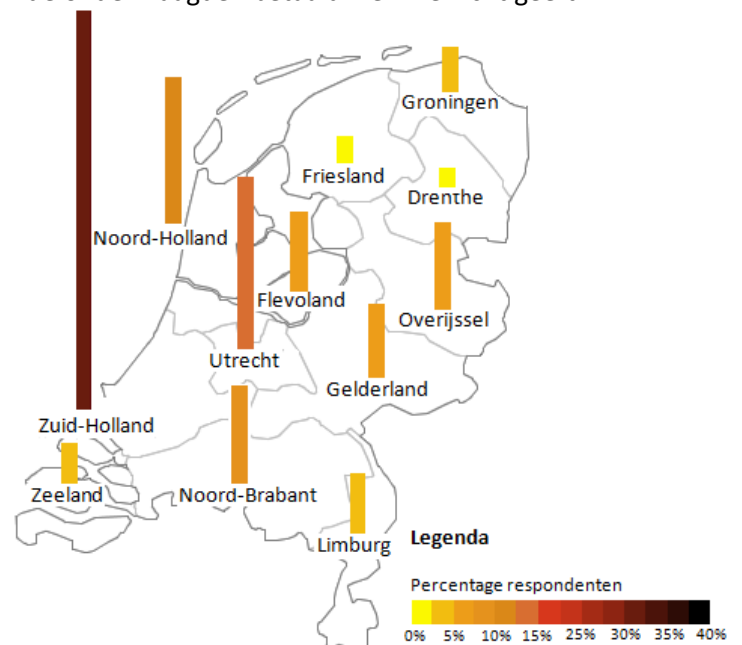 Groningen
Friesland
Drenthe
Noord-Holland
Flevoland
Overijssel
Utrecht
Gelderland
Zuid-Holland
Zeeland
Noord-Brabant
Limburg
Legenda
Percentage respondenten
0% 5% 10% 15% 25% 30% 35% 40%